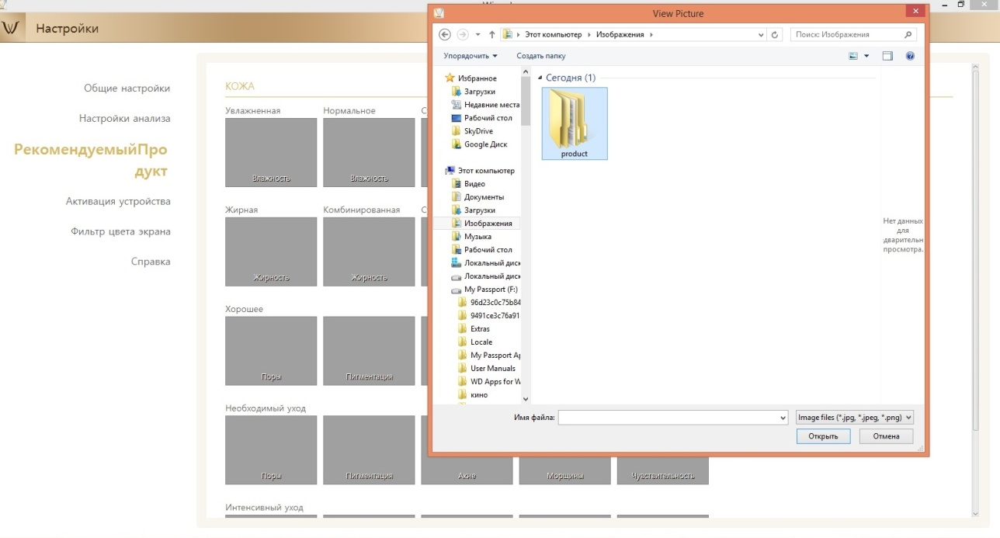 W
Настройки
Общие настройки
Настройки анализа
РекомендуемыйПро
дукт
Активация устройства
Фильтр цвета экрана
Справка
КОЖА
Увлажненная
Нормальное
С
Влажность
Влажность
Жирная
Комбинированная
С
Жирность
Жирность
Хорошее
Поры
Пигментация
Необходимый уход
Поры
Пигментация
Акне
Морщины
Чувствительность
Интенсивный уход
View Picture
Этот компьютер
Изображения
Поиск: Изображения
Упорядочить
Создать папку
Избранное
Загрузки
Недавние места
Рабочий стол
SkyDrive
Google Диск
Этот компьютер
Видео
Документы
Загрузки
Изображения
Музыка
Рабочий стол
Локальный диск
Локальный диск
My Passport (F:)
96d23c0c75b84
9491ce3c76a91
Extras
Locale
My Passport Ap
User Manuals
WD Apps for W
кино
Сегодня (1)
product
Нет данных
для
дварительн
просмотра.
Имя файла:
Image files (*.jpg, *.jpeg, *.png)
Открыть
Отмена